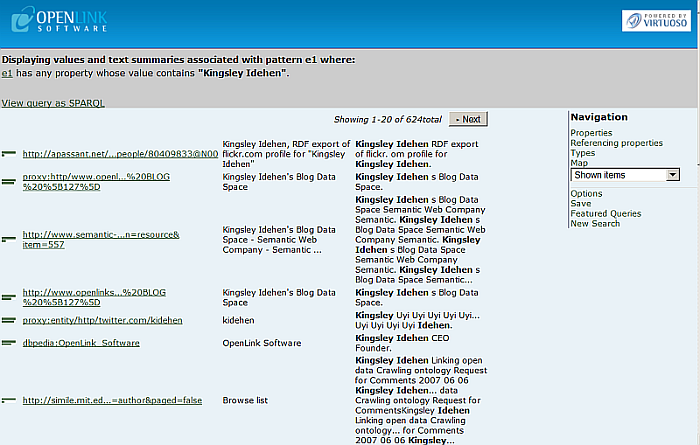 OPENLINK
SOFTWARE
POWERED BY
VIRTUOSO
Displaying values and text summaries associated with pattern e1 where:
e1 has any property whose value contains "Kingsley Idehen".
View query as SPARQL
Showing 1-20 of 624total - Next
http://apassant.net/...people/80409833@N00
Kingsley Idehen, RDF export of
flickr.com profile for "Kingsley
Idehen"
Kingsley Idehen RDF export
of flickr. om profile for
Kingsley Idehen.
proxy:http/www.openl...%20BLOG
%20%5B127%5D
Kingsley Idehen's Blog Data
Space
Kingsley Idehen s Blog Data
Space.
http://www.semantic-...n=resource&
item=557
Kingsley Idehen's Blog Data
Space - Semantic Web
Company - Semantic ...
Kingsley Idehen s Blog Data
Space Semantic Web Company
Semantic. Kingsley Idehen s
Blog Data Space Semantic Web
Company Semantic. Kingsley
Idehen s Blog Data Space
Semantic Web Company
Semantic. Kingsley Idehen s
Blog Data Space Semantic...
http://www.openlinks...%20BLOG
%20%5B127%5D
Kingsley Idehen's Blog Data
Space
Kingsley Idehen s Blog Data
Space.
proxy:entity/http/twitter.com/kidehen
kidehen
Kingsley Uyi Uyi Uyi Uyi...
Uyi Uyi Uyi Uyi Idehen.
dbpedia:OpenLink_Software
OpenLink Software
Kingsley Idehen CEO
Founder.
http://simile.mit.ed...=author&paged=false
Browse list
Kingsley Idehen Linking open
data Crawling ontology Request
for Comments 2007 06 06
Kingsley Idehen... data
Crawling ontology Request for
CommentsKingsley Idehen
Linking open data Crawling
ontology... for Comments
2007 06 06 Kingsley...
Navigation
Properties
Referencing properties
Types
Map
Shown items
Options
Save
Featured Queries
New Search